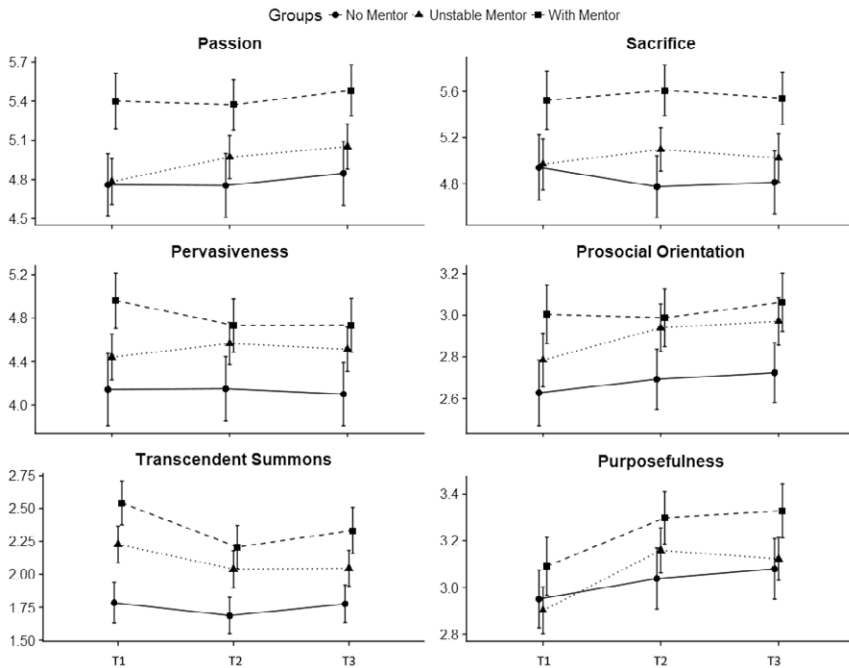 Groups No Mentor Unstable Mentor With Mentor
Passion
5.7
5.4
5.1
4.8
4.5
Sacrifice
5.6
5.2
4.8
Pervasiveness
5.2
4.8
4.4
4.0
Prosocial Orientation
3.2
3.0
2.8
2.6
Transcendent Summons
2.75
2.50
2.25
2.00
1.75
1.50
T1 T2 T3
Purposefulness
3.4
3.2
3.0
2.8
T1 T2 T3